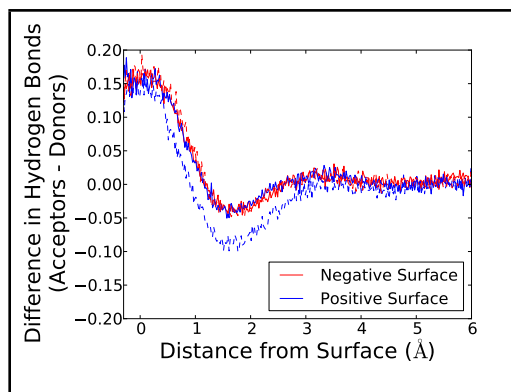 Difference in Hydrogen Bonds
(Acceptors - Donors)
0.20
0.15
0.10
0.05
0.00
−0.05
−0.10
−0.15
−0.20
Negative Surface
Positive Surface
0 1 2 3 4 5 6
Distance from Surface (Å)